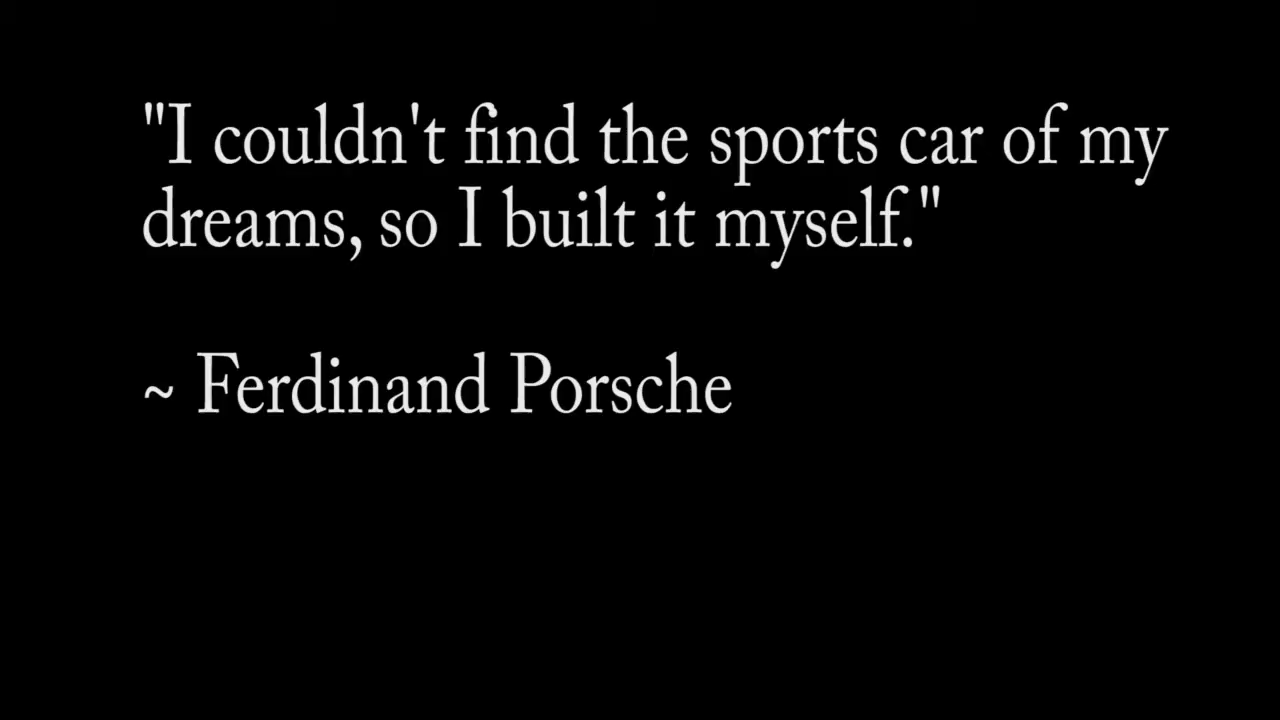 "I couldn't find the sports car of my
dreams, so I built it myself."
~ Ferdinand Porsche